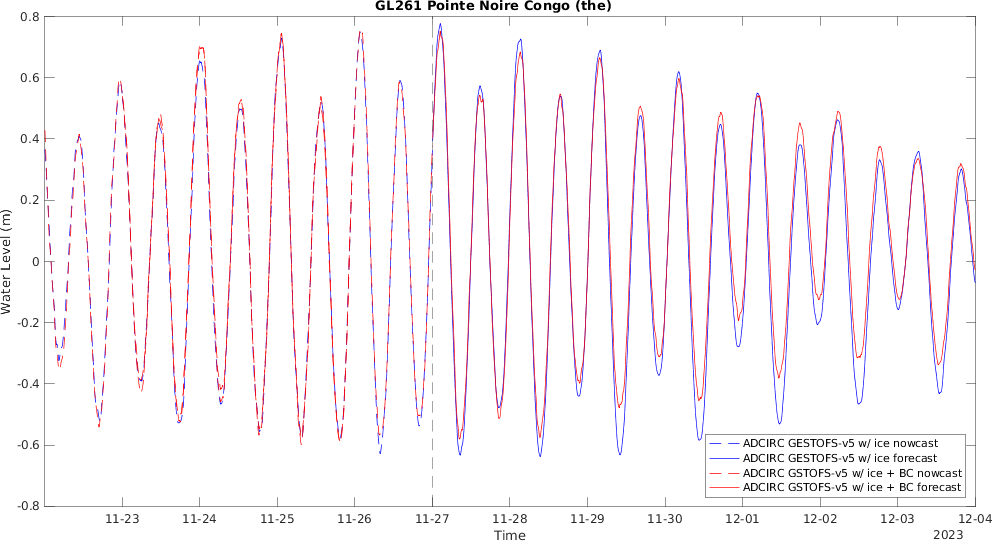 GL261 Pointe Noire Congo (the)
Water Level (m)
0.8
0.6
0.4
0.2
0
-0.2
-0.4
-0.6
-0.8
ADCIRC GESTOFS-v5 w/ ice nowcast
ADCIRC GESTOFS-v5 w/ ice forecast
ADCIRC GSTOFS-v5 w/ ice + BC nowcast
ADCIRC GSTOFS-v5 w/ ice + BC forecast
11-23 11-24 11-25 11-26 11-27 11-28 11-29 11-30 12-01 12-02 12-03 12-04
Time
2023